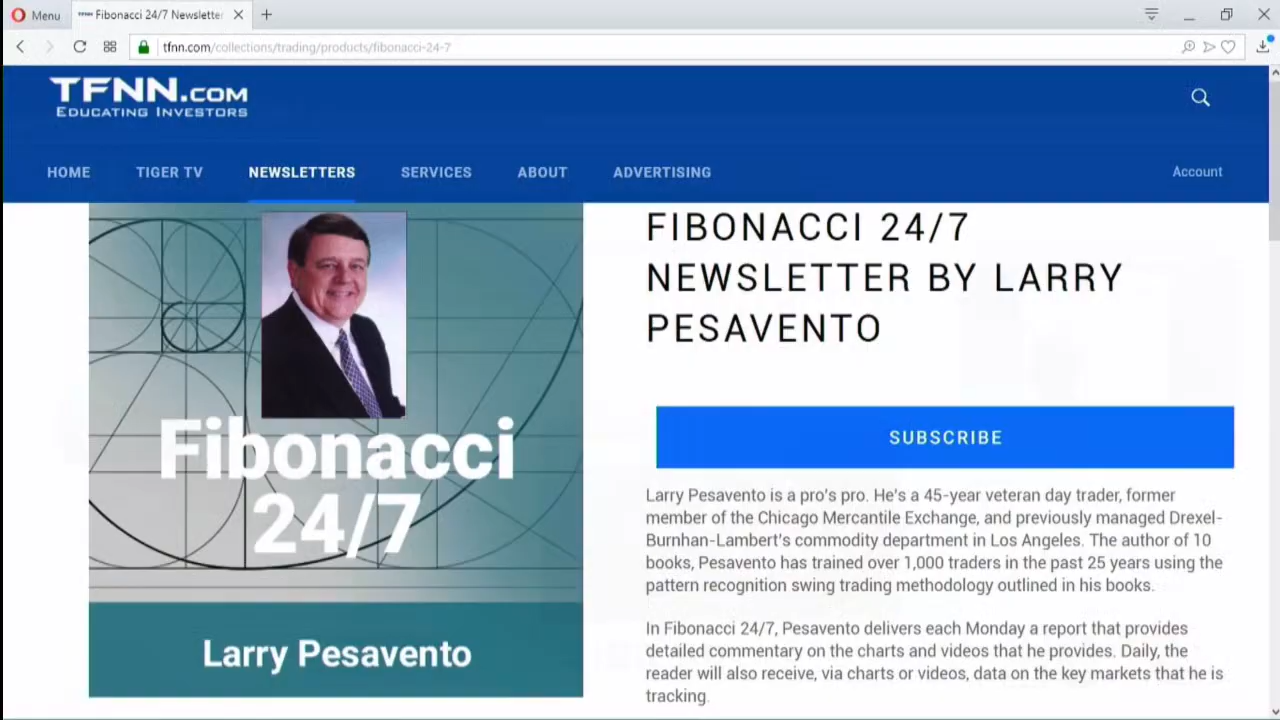 Menu
Fibonacci 24/7 Newsletter
tfnn.com/collections/trading/products/fibonacci-24-7
TFNN.COM
EDUCATING INVESTORS
HOME TIGER TV NEWSLETTERS SERVICES ABOUT ADVERTISING Account
Fibonacci
24/7
Larry Pesavento
FIBONACCI 24/7
NEWSLETTER BY LARRY
PESAVENTO
SUBSCRIBE
Larry Pesavento is a pro's pro. He's a 45-year veteran day trader, former
member of the Chicago Mercantile Exchange, and previously managed Drexel-
Burnhan-Lambert's commodity department in Los Angeles. The author of 10
books, Pesavento has trained over 1,000 traders in the past 25 years using the
pattern recognition swing trading methodology outlined in his books.
In Fibonacci 24/7, Pesavento delivers each Monday a report that provides
detailed commentary on the charts and videos that he provides. Daily, the
reader will also receive, via charts or videos, data on the key markets that he is
tracking.